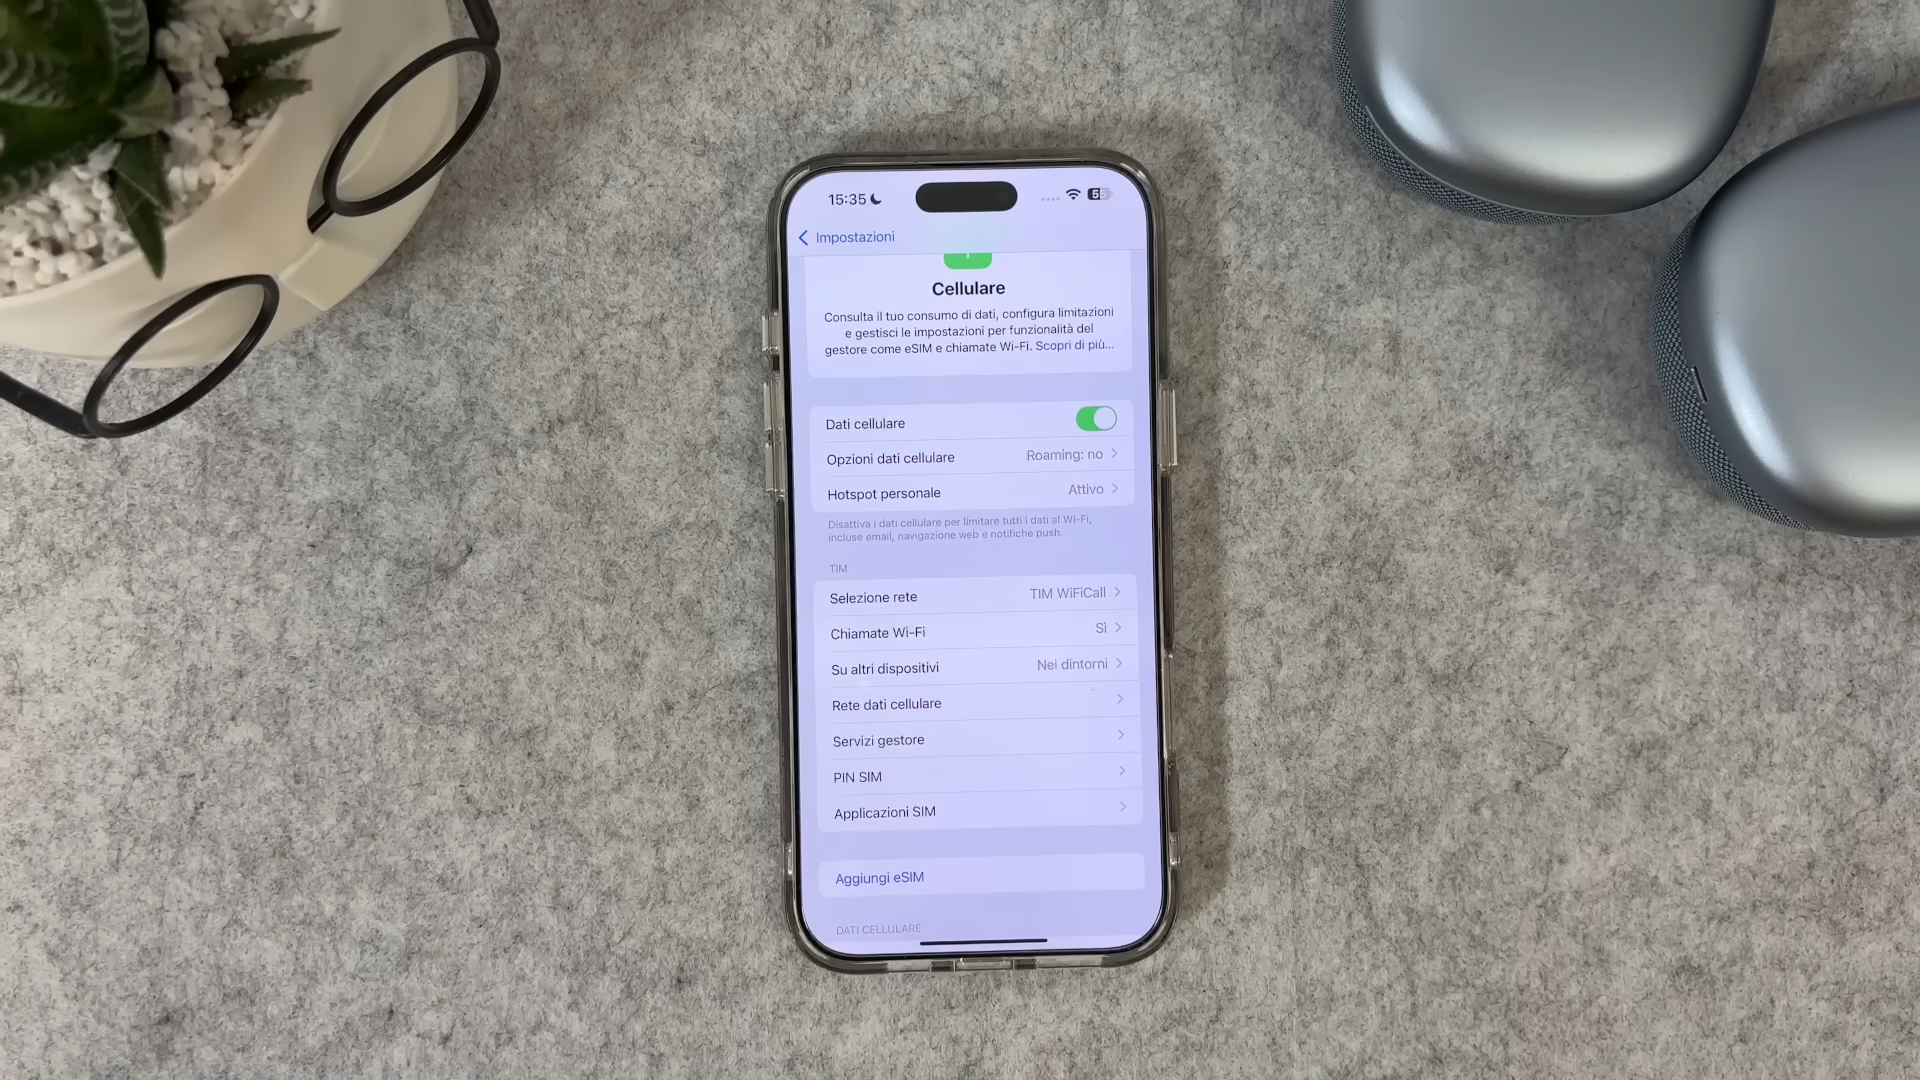 15:35
Impostazioni
Cellulare
Consulta il tuo consumo di dati, configura limitazioni
e gestisci le impostazioni per funzionalità del
gestore come eSIM e chiamate Wi-Fi. Scopri di più...
Dati cellulare
Opzioni dati cellulare Roaming: no
Hotspot personale Attivo
Disattiva i dati cellulare per limitare tutti i dati al Wi-Fi,
incluse email, navigazione web e notifiche push.
TIM
Selezione rete TIM WiFiCall
Chiamate Wi-Fi Sì
Su altri dispositivi Nei dintorni
Rete dati cellulare
Servizi gestore
PIN SIM
Applicazioni SIM
Aggiungi eSIM
DATI CELLULARE